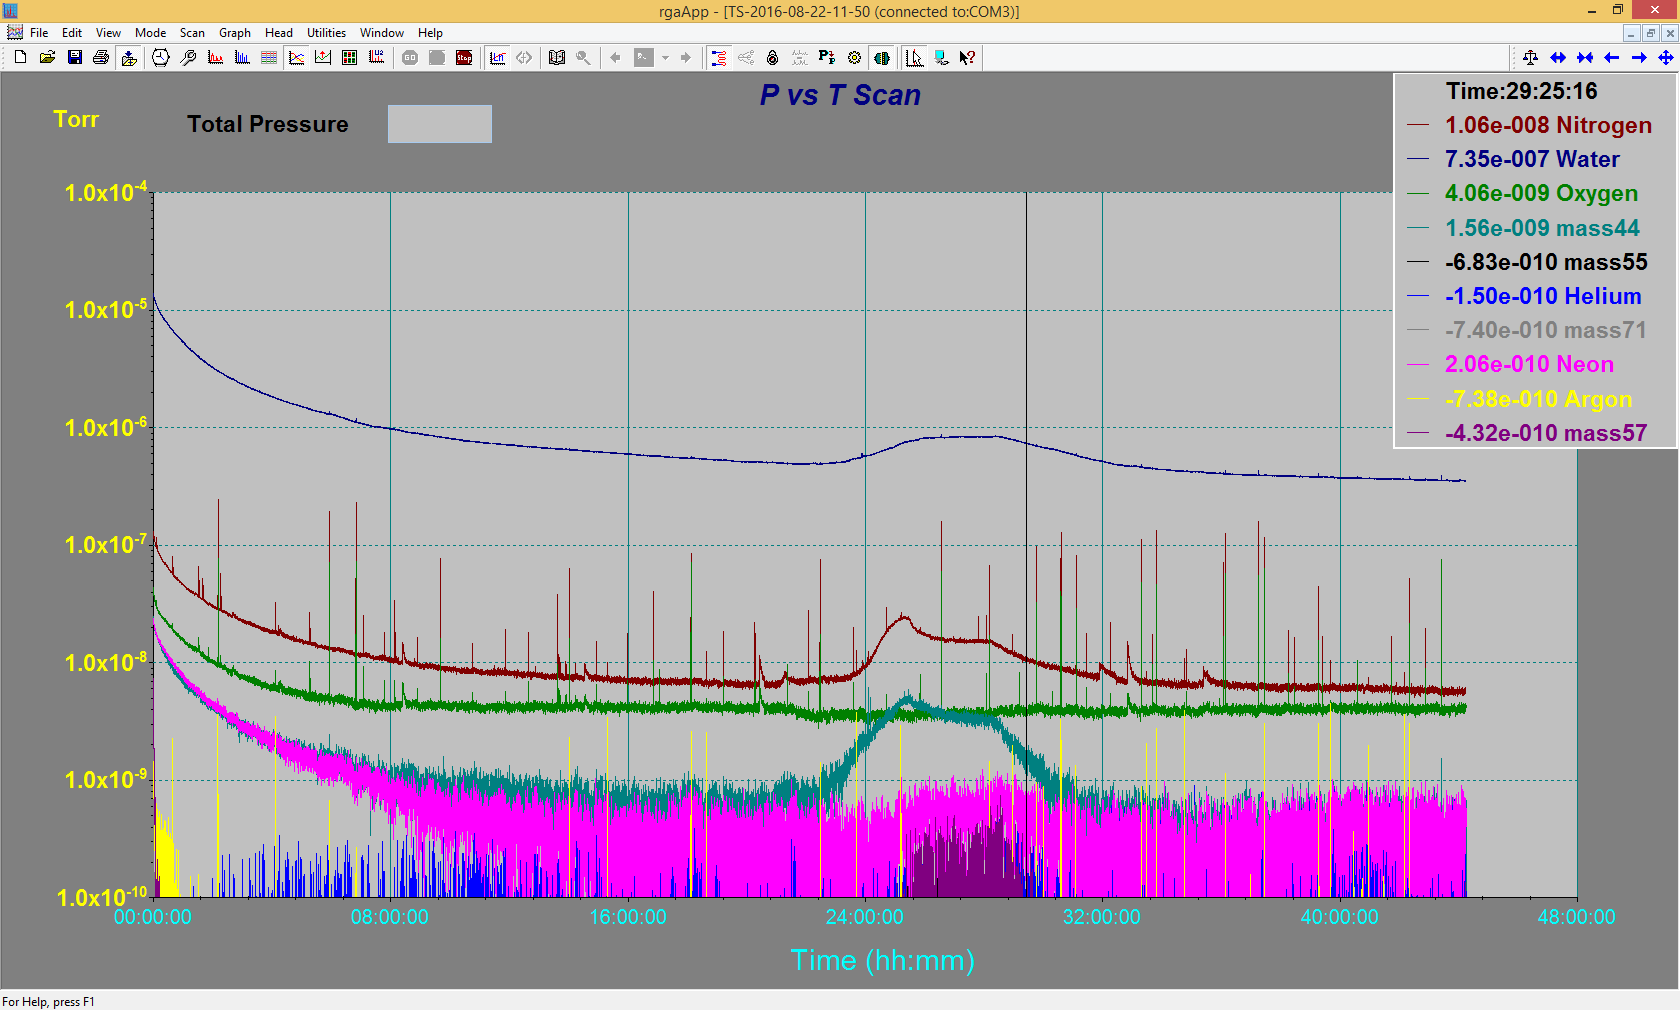 rgaApp - [TS-2016-08-22-11-50 (connected to:COM3)]
File Edit View Mode Scan Graph Head Utilities Window Help
GO Stop
P vs T Scan
Torr
Total Pressure
Time:29:25:16
1.06e-008 Nitrogen
7.35e-007 Water
4.06e-009 Oxygen
1.56e-009 mass44
-6.83e-010 mass55
-1.50e-010 Helium
-7.40e-010 mass71
2.06e-010 Neon
-7.38e-010 Argon
-4.32e-010 mass57
1.0x10-4
1.0x10-5
1.0x10-6
1.0x10-7
1.0x10-8
1.0x10-9
1.0x10-10
00:00:00 08:00:00 16:00:00 24:00:00 32:00:00 40:00:00 48:00:00
Time (hh:mm)
For Help, press F1